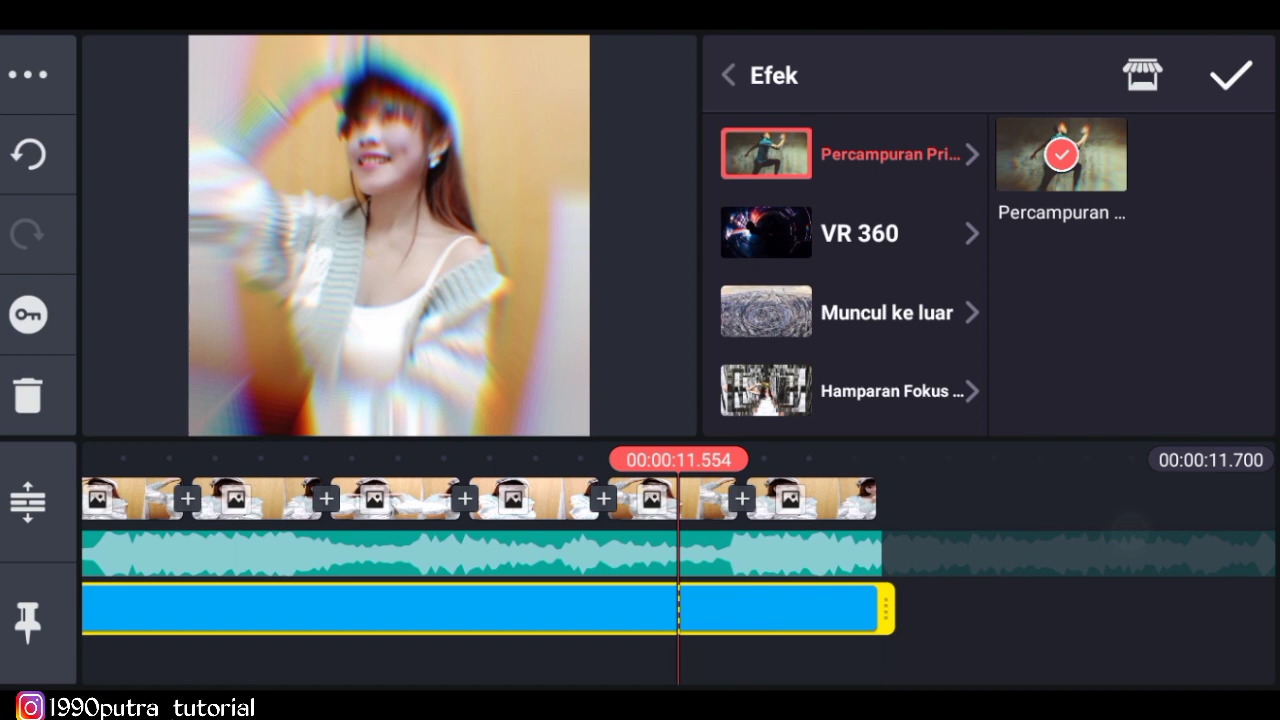 Efek
Percampuran Pri...
VR 360
Muncul ke luar
Hamparan Fokus ...
Percampuran ...
00:00:11.554
00:00:11.700
1990putra tutorial